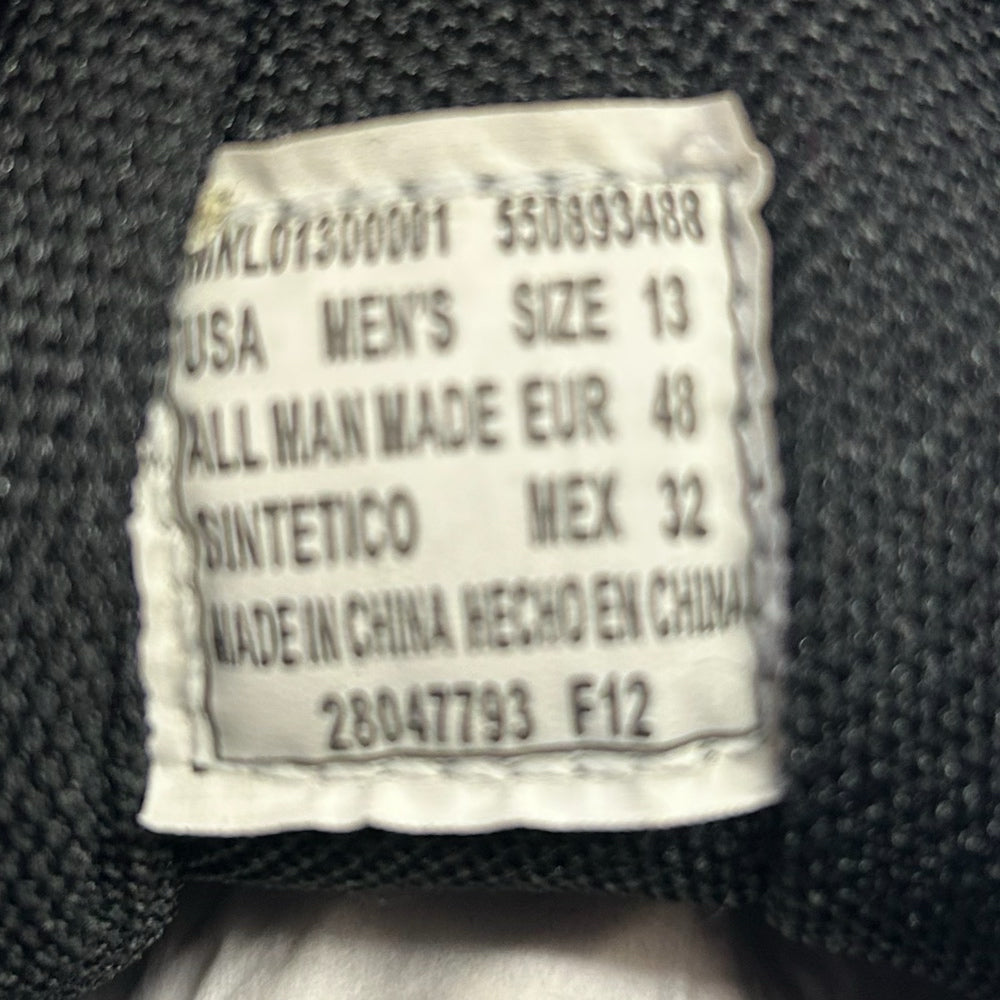 MNL01300001 550893488
USA MEN'S SIZE 13
ALL MAN MADE EUR 48
SINTETICO MEX 32
MADE IN CHINA HECHO EN CHINA
28047793 F12